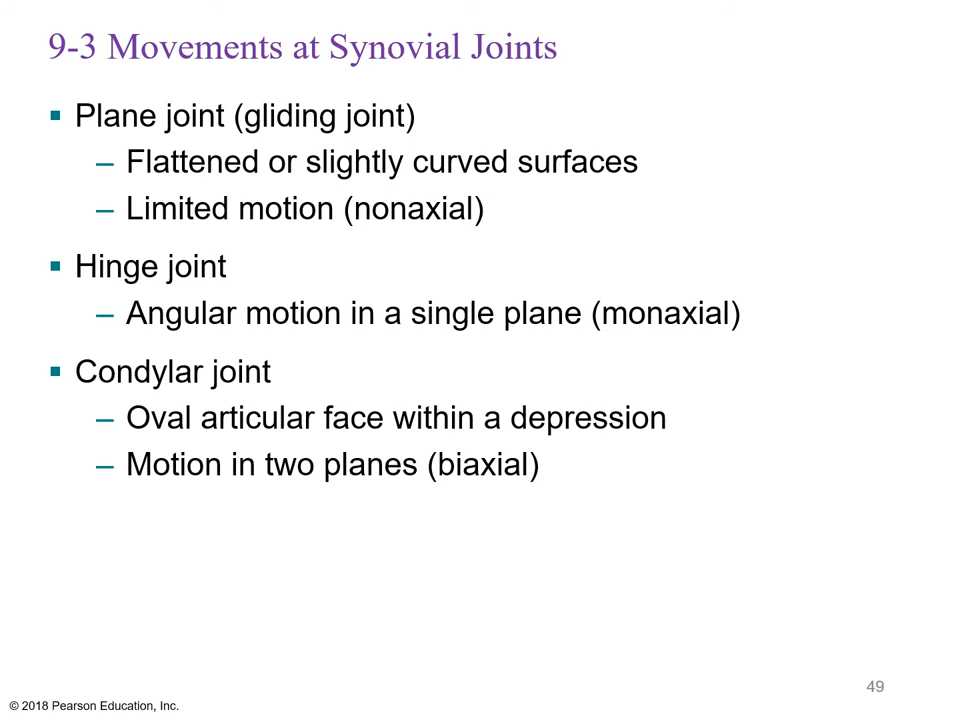 9-3 Movements at Synovial Joints
▪ Plane joint (gliding joint)
– Flattened or slightly curved surfaces
– Limited motion (nonaxial)
▪ Hinge joint
– Angular motion in a single plane (monaxial)
▪ Condylar joint
– Oval articular face within a depression
– Motion in two planes (biaxial)
49
© 2018 Pearson Education, Inc.